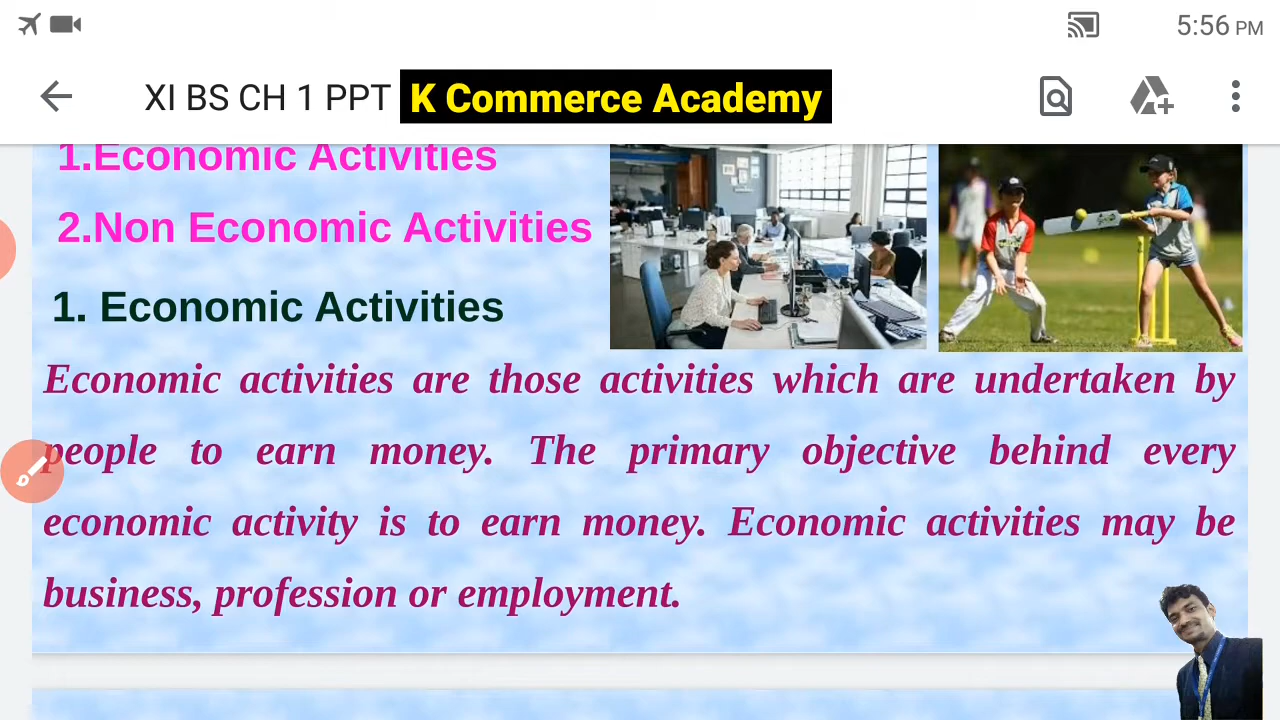 5:56 PM
XI BS CH 1 PPT K Commerce Academy
1.Economic Activities
2.Non Economic Activities
1. Economic Activities
Economic activities are those activities which are undertaken by
people to earn money. The primary objective behind every
economic activity is to earn money. Economic activities may be
business, profession or employment.